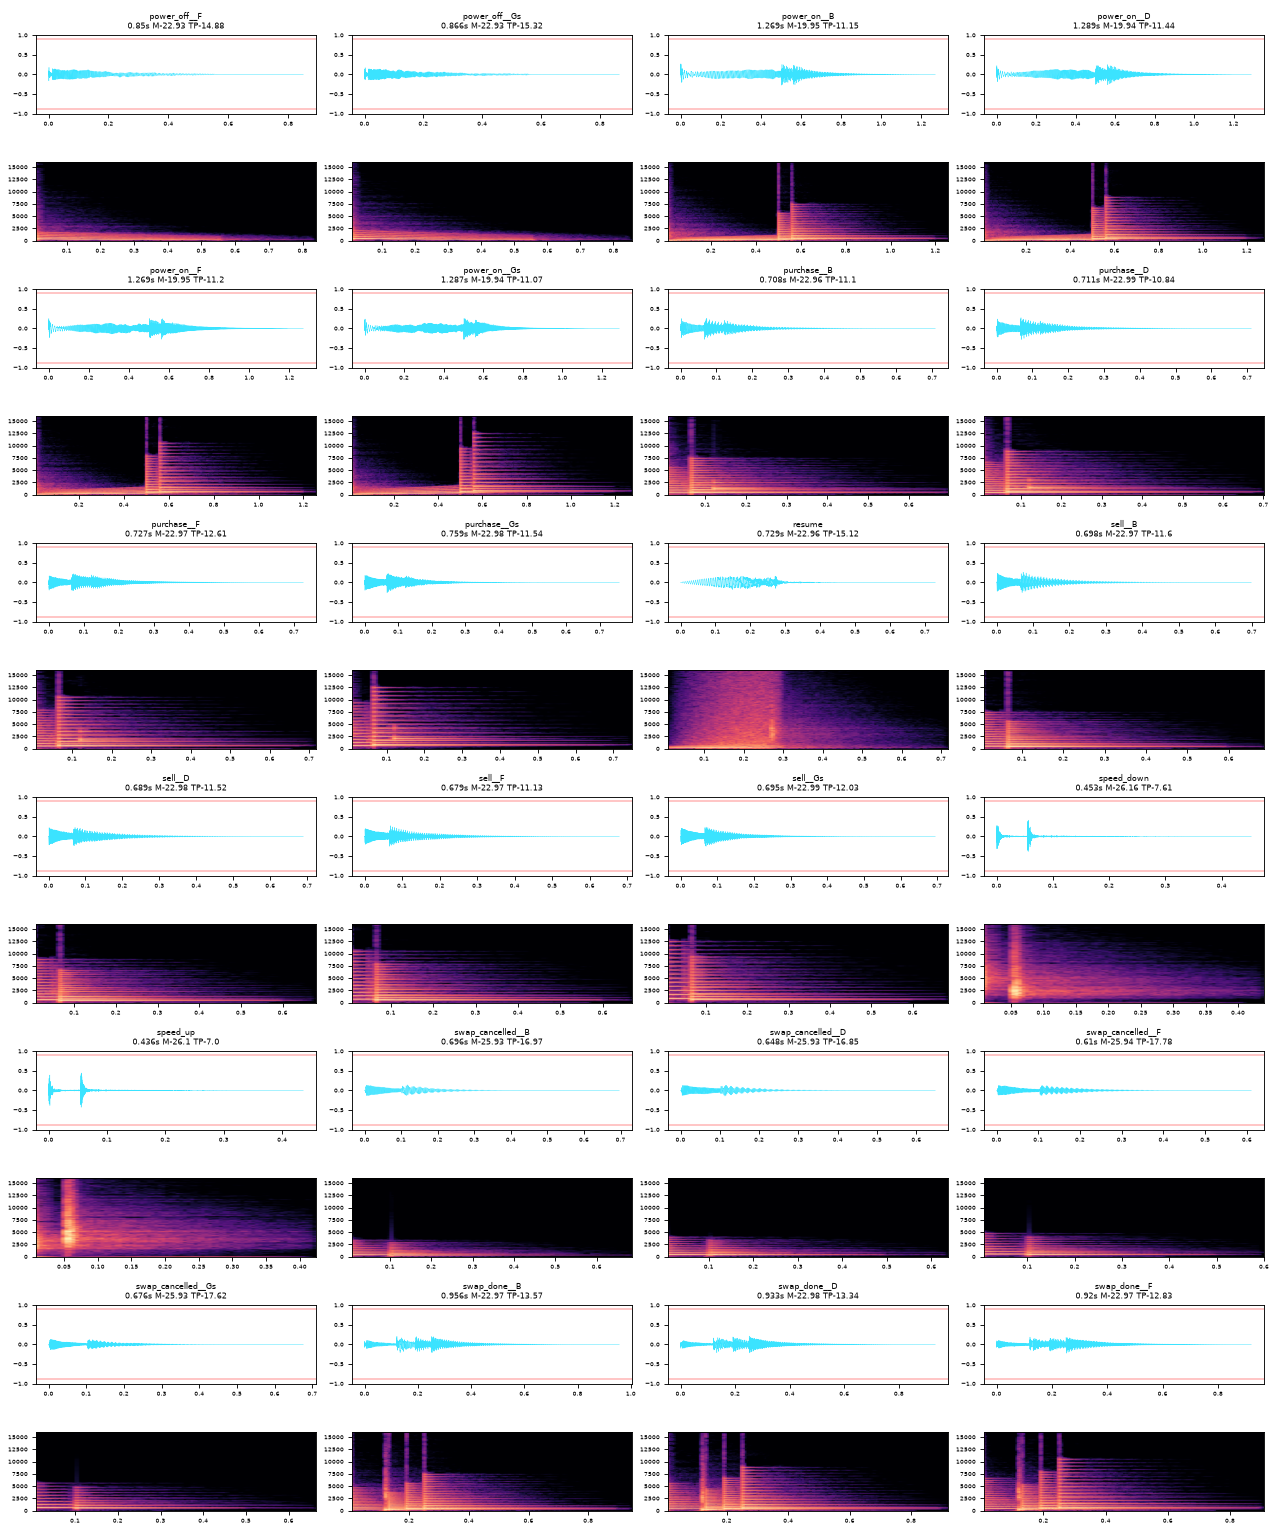 power_off__F
0.85s M-22.93 TP-14.88
power_off__Gs
0.866s M-22.93 TP-15.32
power_on__B
1.269s M-19.95 TP-11.15
power_on__D
1.289s M-19.94 TP-11.44
power_on__F
1.269s M-19.95 TP-11.2
power_on__Gs
1.287s M-19.94 TP-11.07
purchase__B
0.708s M-22.96 TP-11.1
purchase__D
0.711s M-22.99 TP-10.84
purchase__F
0.727s M-22.97 TP-12.61
purchase__Gs
0.759s M-22.98 TP-11.54
resume
0.729s M-22.96 TP-15.12
sell__B
0.698s M-22.97 TP-11.6
sell__D
0.689s M-22.98 TP-11.52
sell__F
0.679s M-22.97 TP-11.13
sell__Gs
0.695s M-22.99 TP-12.03
speed_down
0.453s M-26.16 TP-7.61
speed_up
0.436s M-26.1 TP-7.0
swap_cancelled__B
0.696s M-25.93 TP-16.97
swap_cancelled__D
0.648s M-25.93 TP-16.85
swap_cancelled__F
0.61s M-25.94 TP-17.78
swap_cancelled__Gs
0.676s M-25.93 TP-17.62
swap_done__B
0.956s M-22.97 TP-13.57
swap_done__D
0.933s M-22.98 TP-13.34
swap_done__F
0.92s M-22.97 TP-12.83